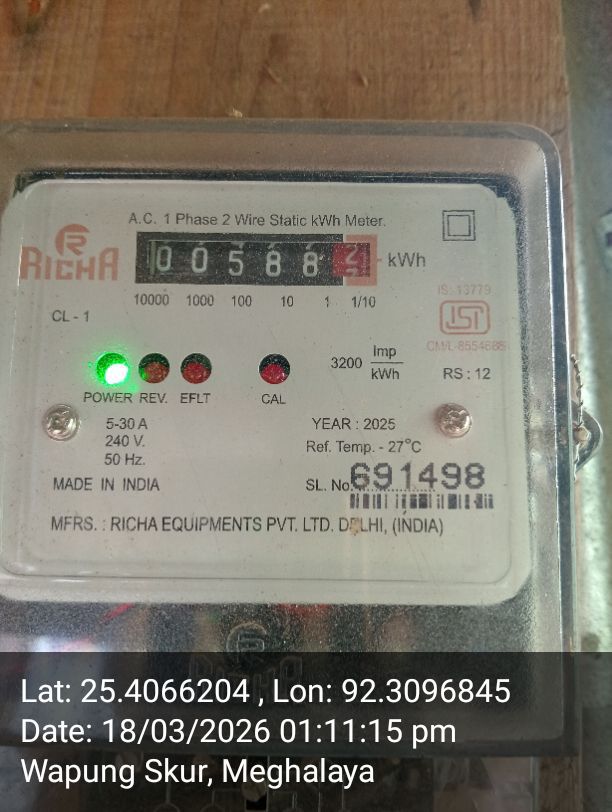 A.C. 1 Phase 2 Wire Static kWh Meter.
RICHA
0 0 5 8 8 2 kWh
10000 1000 100 10 1 1/10
IS: 13779
CL - 1
ISI
CM/L-8554685
3200 Imp/kWh
RS : 12
POWER REV. EFLT CAL
5-30 A
240 V.
50 Hz.
YEAR : 2025
Ref. Temp. - 27°C
MADE IN INDIA
SL. No. 691498
MFRS. : RICHA EQUIPMENTS PVT. LTD. DELHI, (INDIA)
Lat: 25.4066204 , Lon: 92.3096845
Date: 18/03/2026 01:11:15 pm
Wapung Skur, Meghalaya